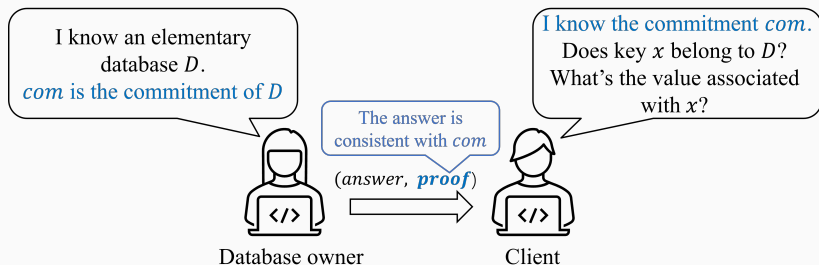 I know an elementary
database D.
com is the commitment of D
I know the commitment com.
Does key x belong to D?
What's the value associated
with x?
The answer is
consistent with com
(answer, proof)
</>
</>
Database owner
Client